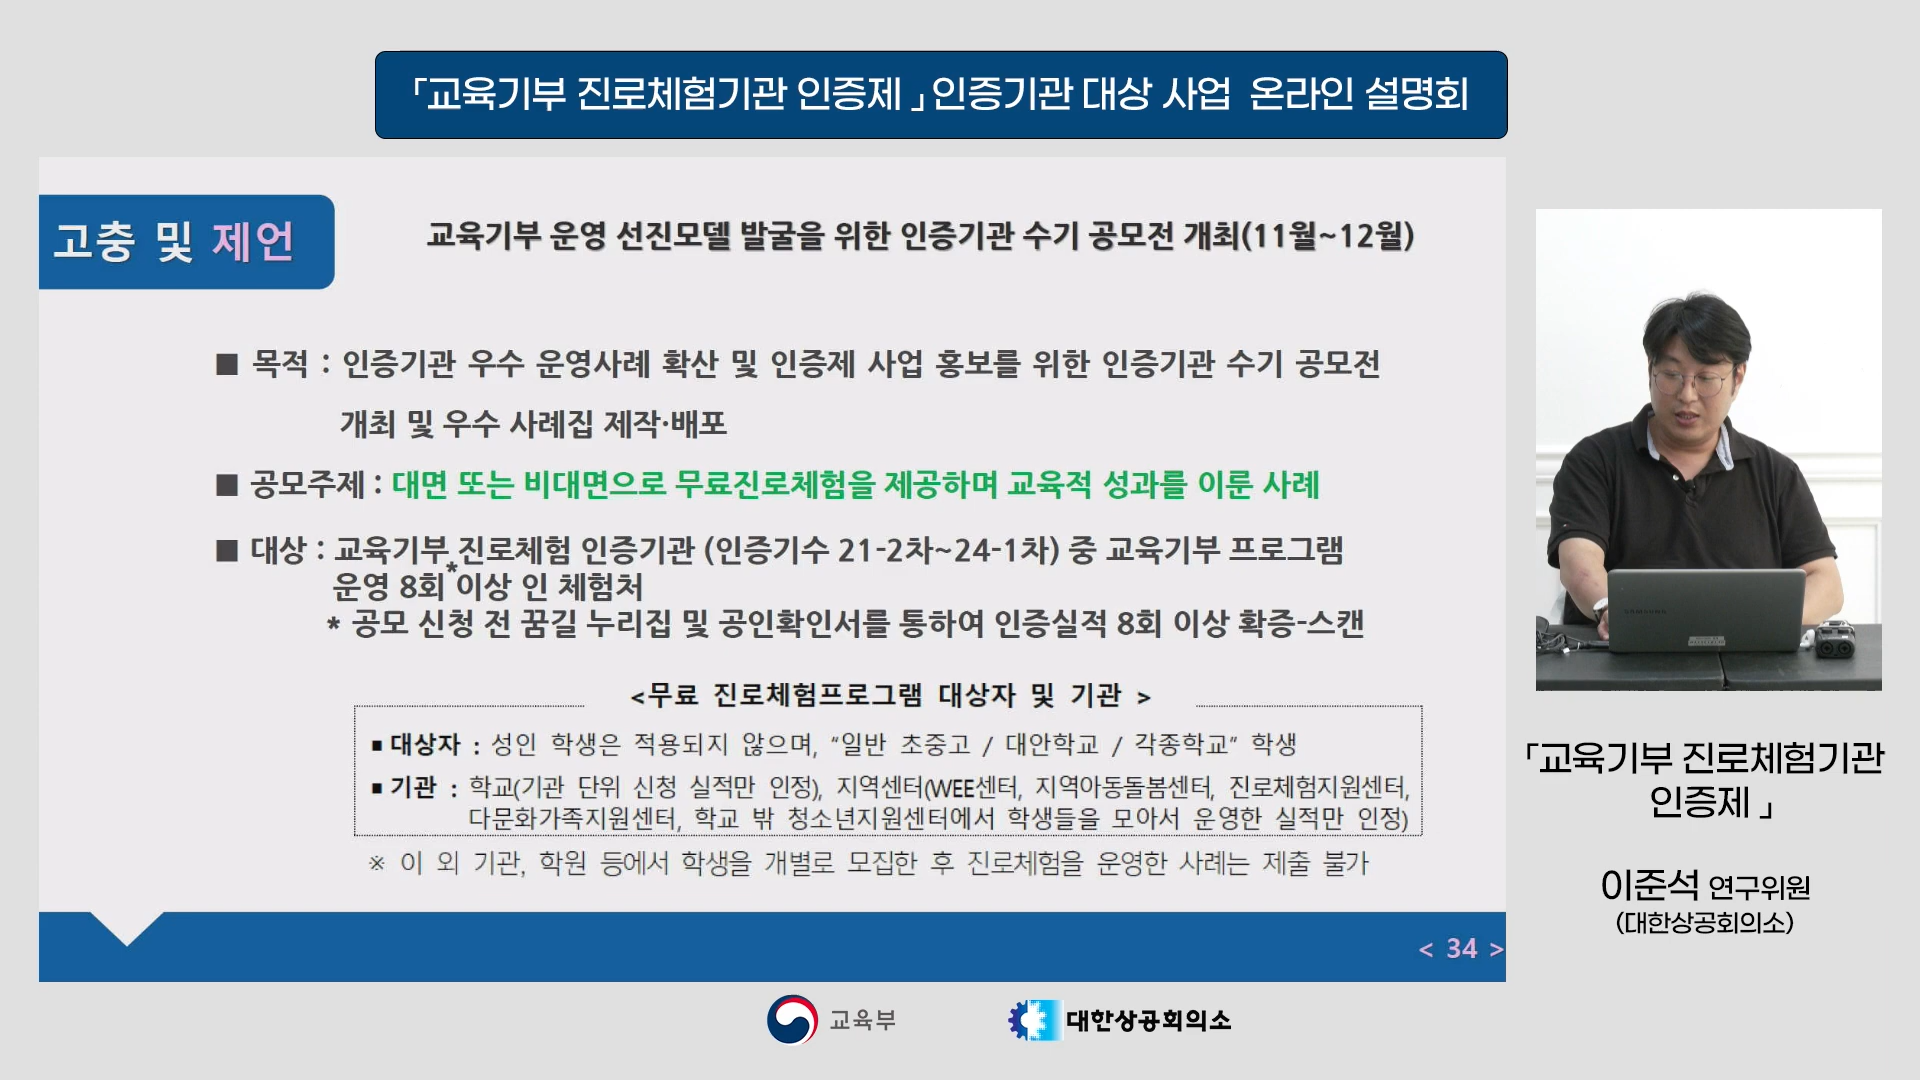 「교육기부 진로체험기관 인증제 」인증기관 대상 사업 온라인 설명회
고충 및 제언
교육기부 운영 선진모델 발굴을 위한 인증기관 수기 공모전 개최(11월~12월)
■ 목적 : 인증기관 우수 운영사례 확산 및 인증제 사업 홍보를 위한 인증기관 수기 공모전
개최 및 우수 사례집 제작·배포
■ 공모주제 : 대면 또는 비대면으로 무료진로체험을 제공하며 교육적 성과를 이룬 사례
■ 대상 : 교육기부 진로체험 인증기관 (인증기수 21-2차~24-1차) 중 교육기부 프로그램
운영 8회*이상 인 체험처
* 공모 신청 전 꿈길 누리집 및 공인확인서를 통하여 인증실적 8회 이상 확증-스캔
<무료 진로체험프로그램 대상자 및 기관 >
▪ 대상자 : 성인 학생은 적용되지 않으며, “일반 초중고 / 대안학교 / 각종학교” 학생
▪ 기관 : 학교(기관 단위 신청 실적만 인정), 지역센터(WEE센터, 지역아동돌봄센터, 진로체험지원센터,
다문화가족지원센터, 학교 밖 청소년지원센터에서 학생들을 모아서 운영한 실적만 인정)
※ 이 외 기관, 학원 등에서 학생을 개별로 모집한 후 진로체험을 운영한 사례는 제출 불가
< 34 >
SAMSUNG
「교육기부 진로체험기관
인증제 」
이준석 연구위원
(대한상공회의소)
교육부
대한상공회의소